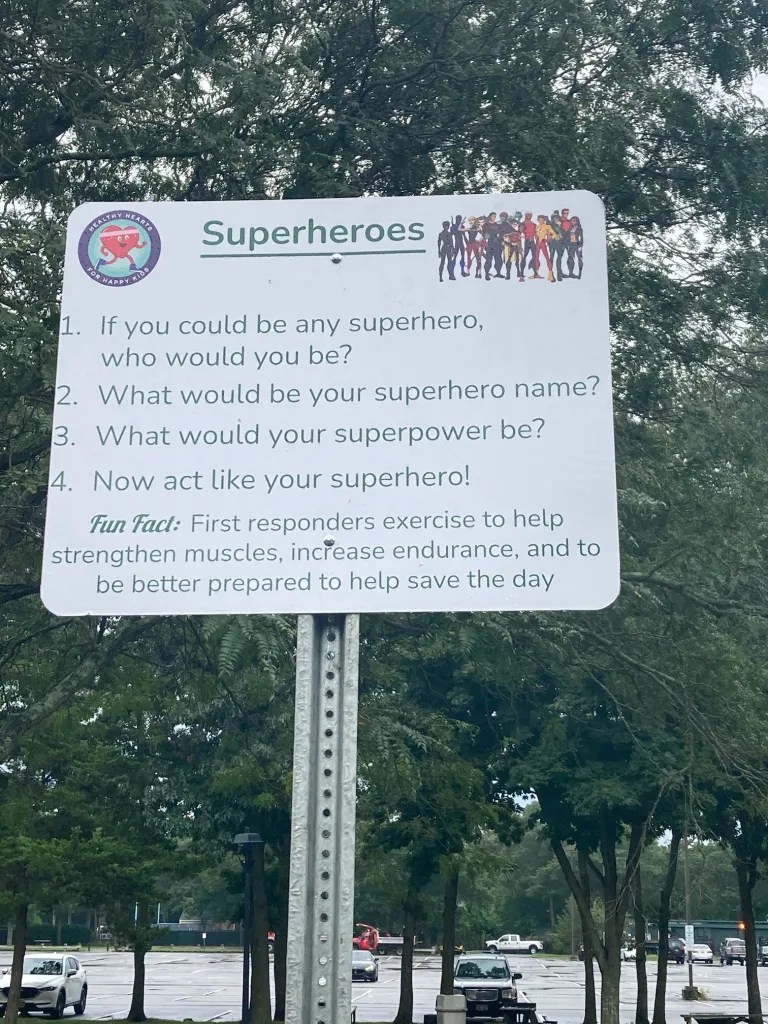 HEALTHY HEARTS
FOR HAPPY KIDS
Superheroes
1. If you could be any superhero,
who would you be?
2. What would be your superhero name?
3. What would your superpower be?
4. Now act like your superhero!
Fun Fact: First responders exercise to help
strengthen muscles, increase endurance, and to
be better prepared to help save the day